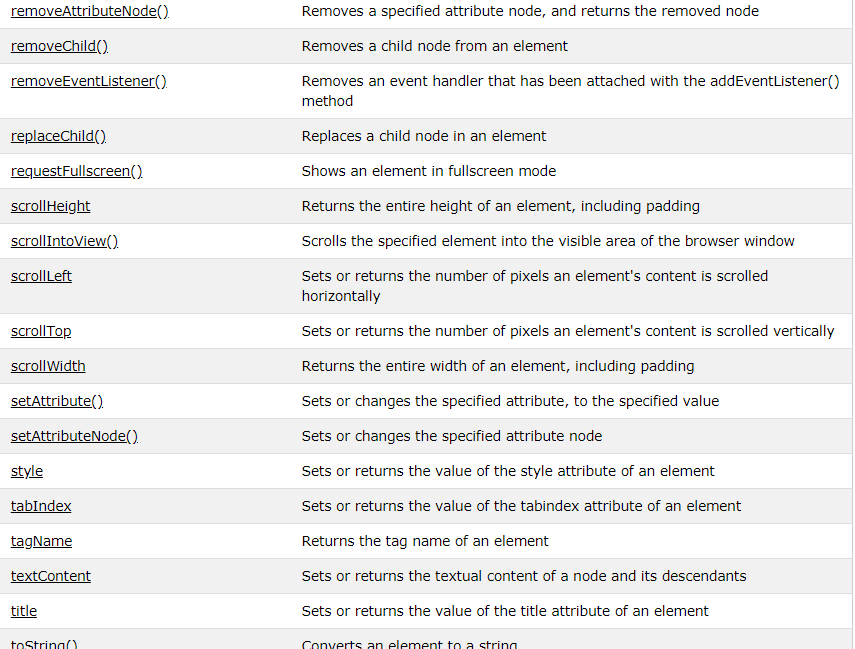 removeAttributeNode() Removes a specified attribute node, and returns the removed node
removeChild() Removes a child node from an element
removeEventListener() Removes an event handler that has been attached with the addEventListener()
method
replaceChild() Replaces a child node in an element
requestFullscreen() Shows an element in fullscreen mode
scrollHeight Returns the entire height of an element, including padding
scrollIntoView() Scrolls the specified element into the visible area of the browser window
scrollLeft Sets or returns the number of pixels an element's content is scrolled
horizontally
scrollTop Sets or returns the number of pixels an element's content is scrolled vertically
scrollWidth Returns the entire width of an element, including padding
setAttribute() Sets or changes the specified attribute, to the specified value
setAttributeNode() Sets or changes the specified attribute node
style Sets or returns the value of the style attribute of an element
tabIndex Sets or returns the value of the tabindex attribute of an element
tagName Returns the tag name of an element
textContent Sets or returns the textual content of a node and its descendants
title Sets or returns the value of the title attribute of an element
toString() Converts an element to a string